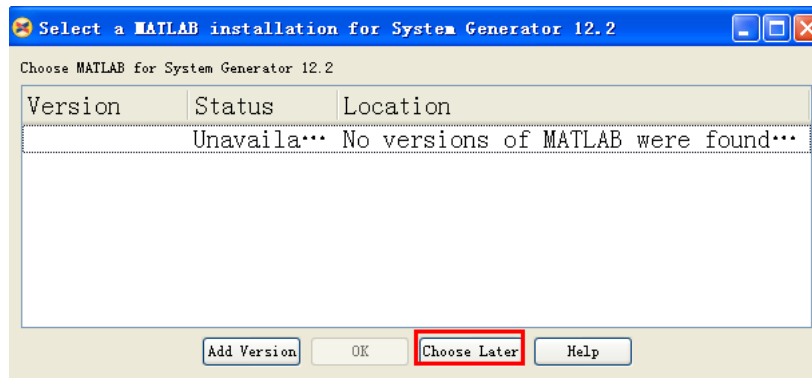 Select a MATLAB installation for System Generator 12.2
Choose MATLAB for System Generator 12.2
Version Status Location
Unavaila... No versions of MATLAB were found...
Add Version OK Choose Later Help